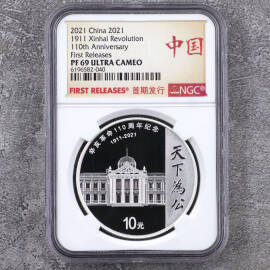 2021 China 2021
1911 Xinhai Revolution
110th Anniversary
First Releases
PF 69 ULTRA CAMEO
6196582-040
中国
FIRST RELEASES® 首期发行
NGC®
辛亥革命110周年纪念
1911-2021
天下為公
10元